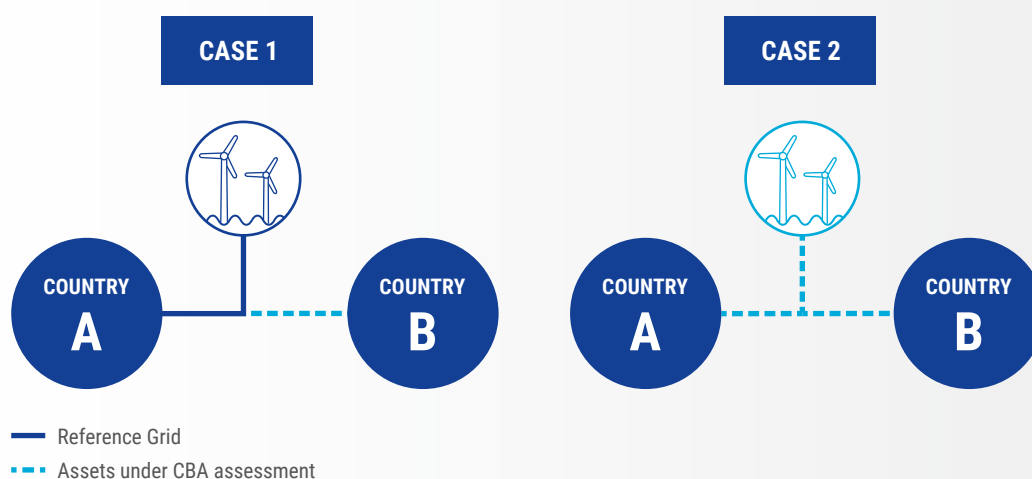 CASE 1
CASE 2
COUNTRY
A
COUNTRY
B
COUNTRY
A
COUNTRY
B
Reference Grid
Assets under CBA assessment